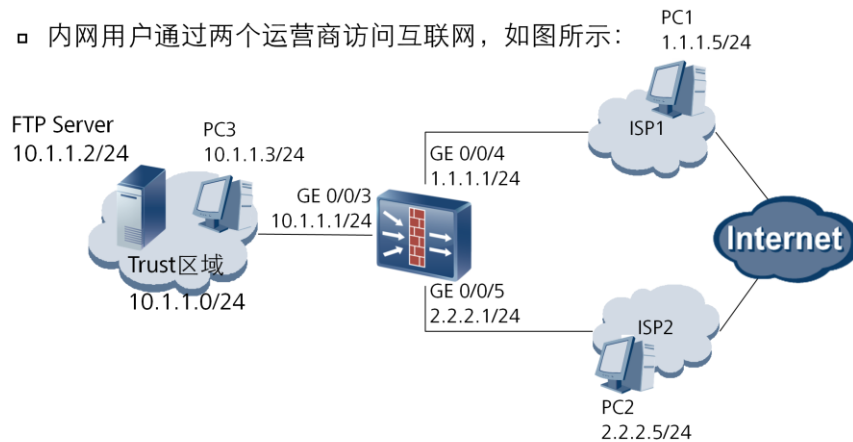 内网用户通过两个运营商访问互联网，如图所示：
PC1
1.1.1.5/24
ISP1
FTP Server
10.1.1.2/24
PC3
10.1.1.3/24
GE 0/0/4
1.1.1.1/24
GE 0/0/3
10.1.1.1/24
Internet
Trust区域
10.1.1.0/24
GE 0/0/5
2.2.2.1/24
ISP2
PC2
2.2.2.5/24